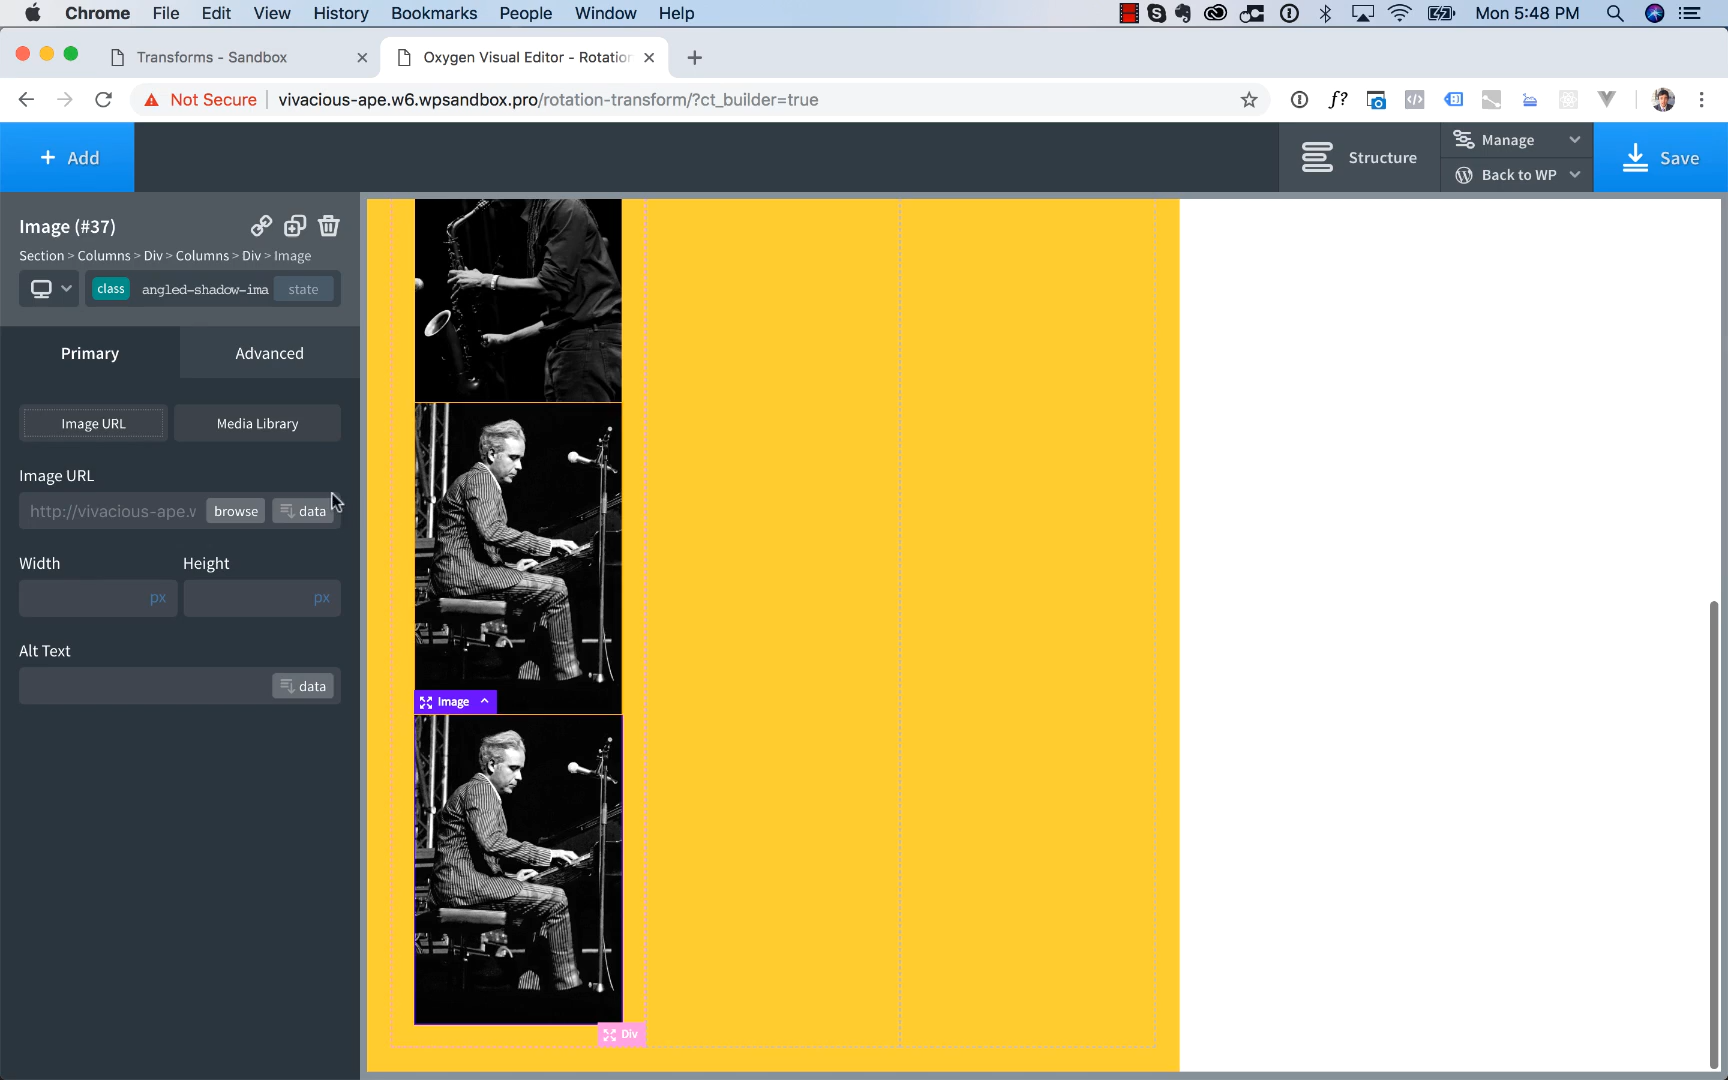 Chrome File Edit View History Bookmarks People Window Help Mon 5:48 PM
Transforms - Sandbox Oxygen Visual Editor - Rotation
Not Secure vivacious-ape.w6.wpsandbox.pro/rotation-transform/?ct_builder=true
f?
+ Add Structure Manage Back to WP Save
Image (#37)
Section > Columns > Div > Columns > Div > Image
class angled-shadow-ima state
Primary Advanced
Image URL Media Library
Image URL
http://vivacious-ape.w browse data
Width Height
px px
Alt Text
data
Image
Div